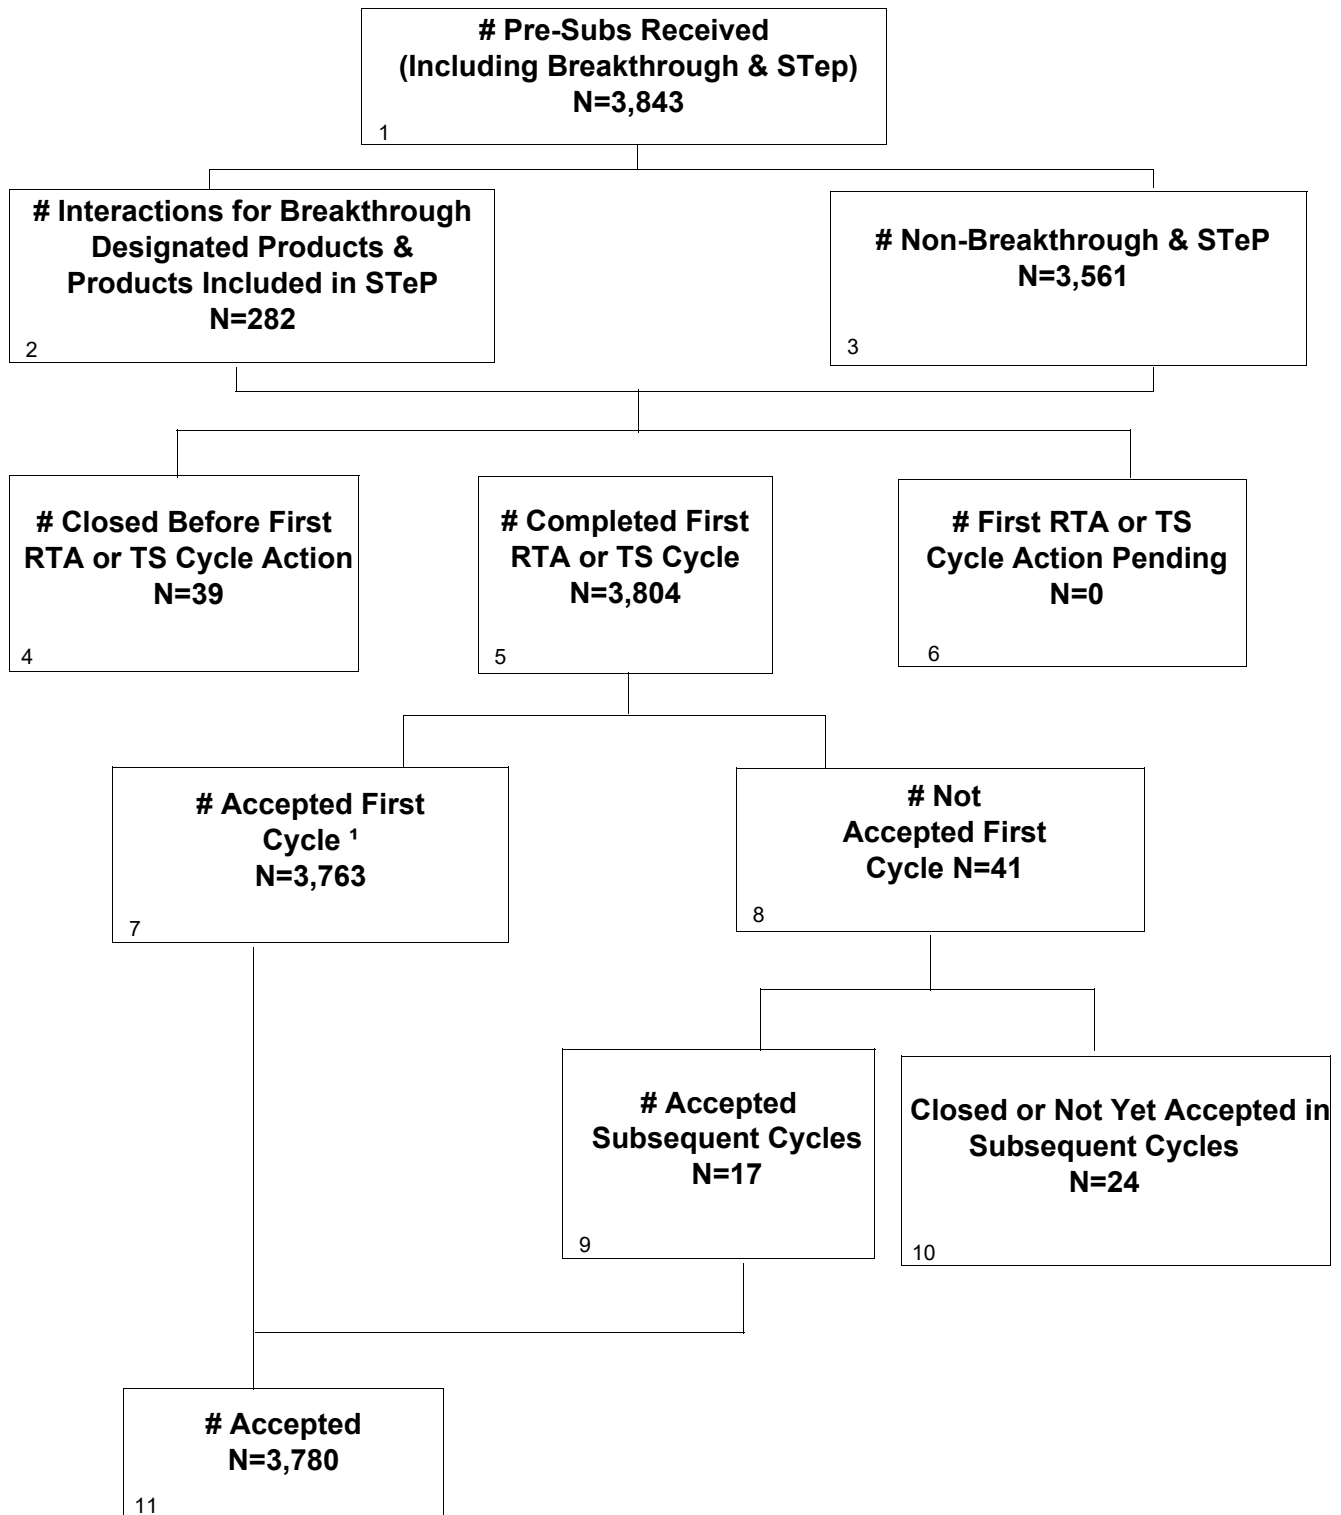 # Pre-Subs Received
(Including Breakthrough & STep)
N=3,843
1
# Interactions for Breakthrough
Designated Products &
Products Included in STeP
N=282
2
# Non-Breakthrough & STeP
N=3,561
3
# Closed Before First
RTA or TS Cycle Action
N=39
4
# Completed First
RTA or TS Cycle
N=3,804
5
# First RTA or TS
Cycle Action Pending
N=0
6
# Accepted First
Cycle ¹
N=3,763
7
# Not
Accepted First
Cycle N=41
8
# Accepted
Subsequent Cycles
N=17
9
Closed or Not Yet Accepted in
Subsequent Cycles
N=24
10
# Accepted
N=3,780
11